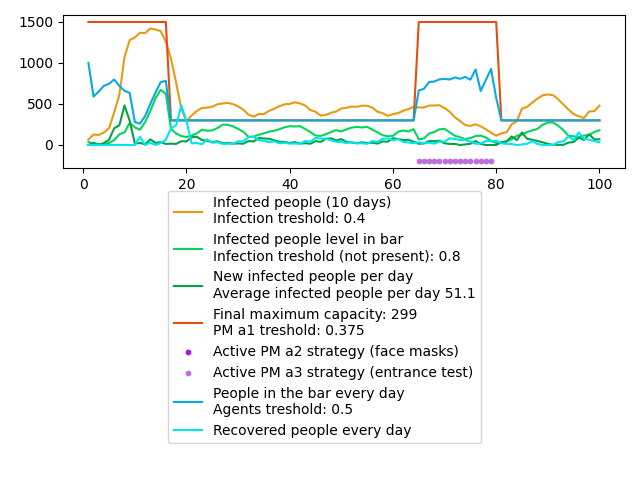 1500
1000
500
0
0
20
40
60
80
100
Infected people (10 days)
Infection treshold: 0.4
Infected people level in bar
Infection treshold (not present): 0.8
New infected people per day
Average infected people per day 51.1
Final maximum capacity: 299
PM a1 treshold: 0.375
Active PM a2 strategy (face masks)
Active PM a3 strategy (entrance test)
People in the bar every day
Agents treshold: 0.5
Recovered people every day